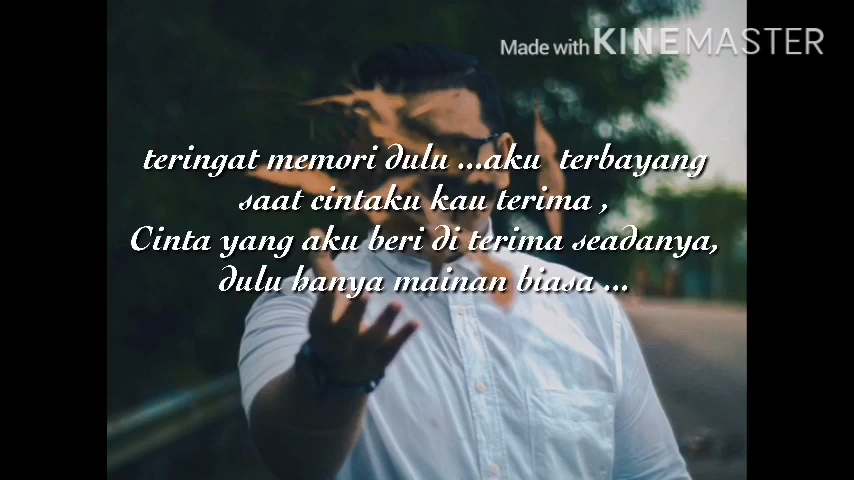 Made with KINEMASTER
teringat memori dulu ...aku terbayang
saat cintaku kau terima ,
Cinta yang aku beri di terima seadanya,
dulu hanya mainan biasa ...